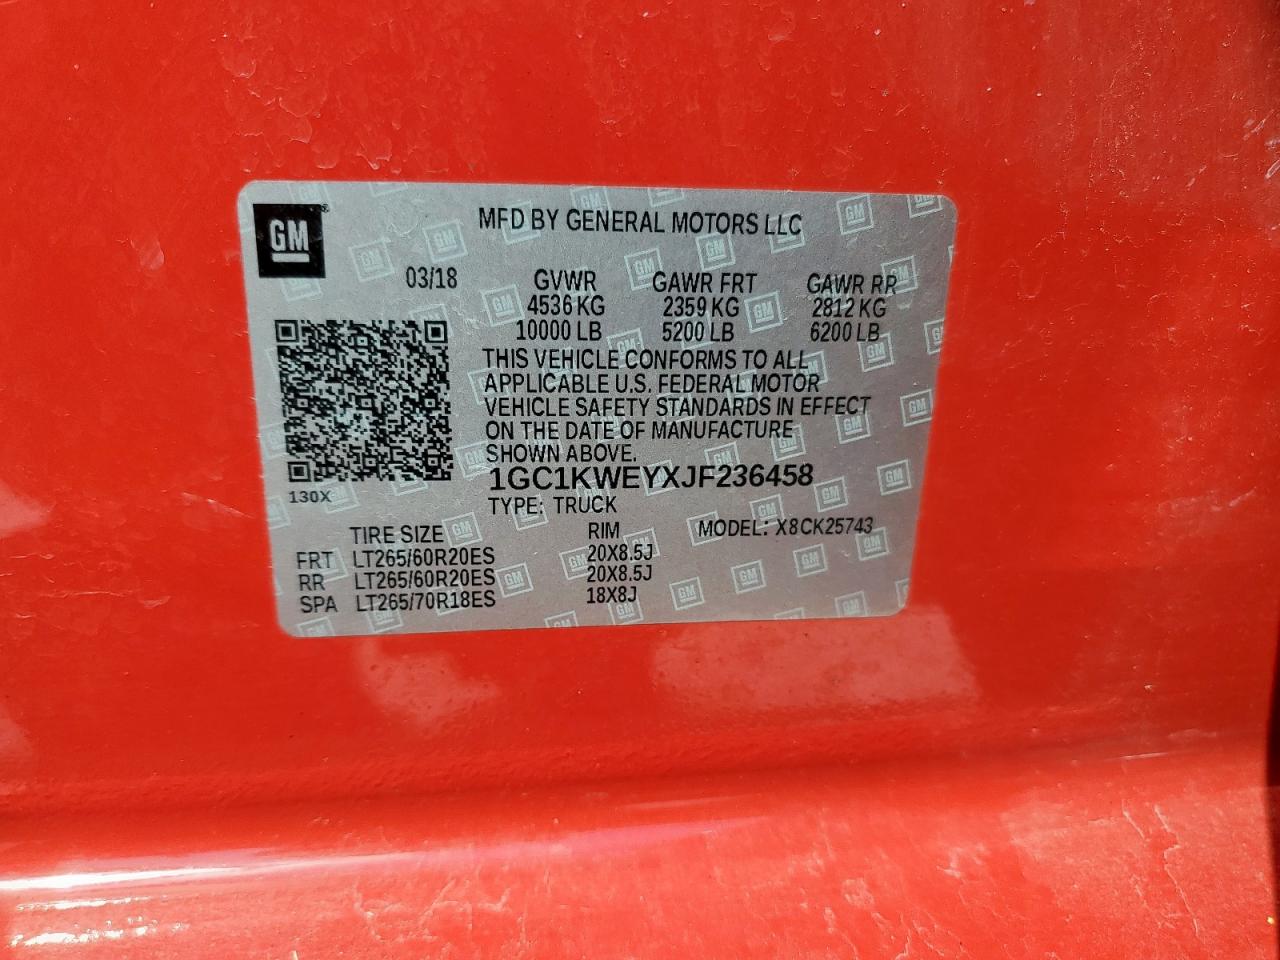 GM
MFD BY GENERAL MOTORS LLC
03/18 GVWR GAWR FRT GAWR RR
4536 KG 2359 KG 2812 KG
10000 LB 5200 LB 6200 LB
THIS VEHICLE CONFORMS TO ALL
APPLICABLE U.S. FEDERAL MOTOR
VEHICLE SAFETY STANDARDS IN EFFECT
ON THE DATE OF MANUFACTURE
SHOWN ABOVE.
1GC1KWEYXJF236458
130X
TYPE: TRUCK
TIRE SIZE RIM MODEL: X8CK25743
FRT LT265/60R20ES 20X8.5J
RR LT265/60R20ES 20X8.5J
SPA LT265/70R18ES 18X8J